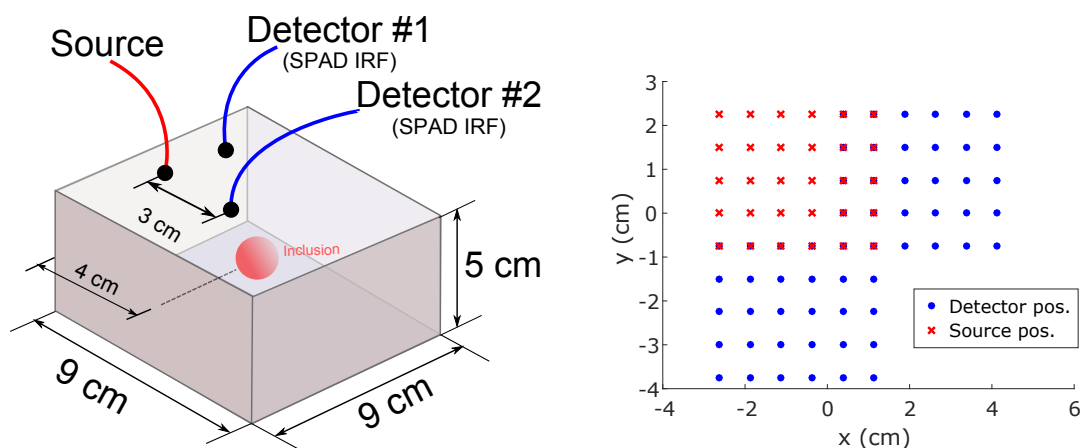 Source
Detector #1
(SPAD IRF)
Detector #2
(SPAD IRF)
3 cm
Inclusion
4 cm
5 cm
9 cm
9 cm
3
2
1
0
-1
-2
-3
-4
y (cm)
Detector pos.
Source pos.
-4
-2
0
2
4
6
x (cm)